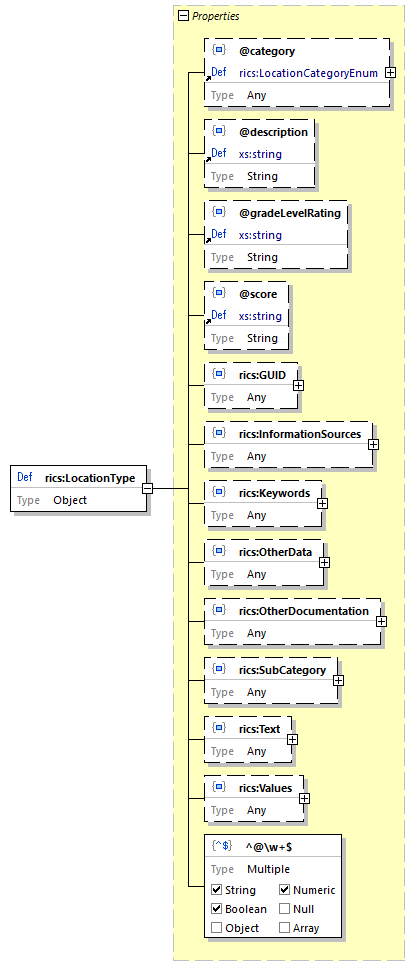 Properties
@category
Def rics:LocationCategoryEnum
Type Any
@description
Def xs:string
Type String
@gradeLevelRating
Def xs:string
Type String
@score
Def xs:string
Type String
rics:GUID
Type Any
rics:InformationSources
Type Any
Def rics:LocationType
Type Object
rics:Keywords
Type Any
rics:OtherData
Type Any
rics:OtherDocumentation
Type Any
rics:SubCategory
Type Any
rics:Text
Type Any
rics:Values
Type Any
{^$} ^@\w+$
Type Multiple
String Numeric
Boolean Null
Object Array